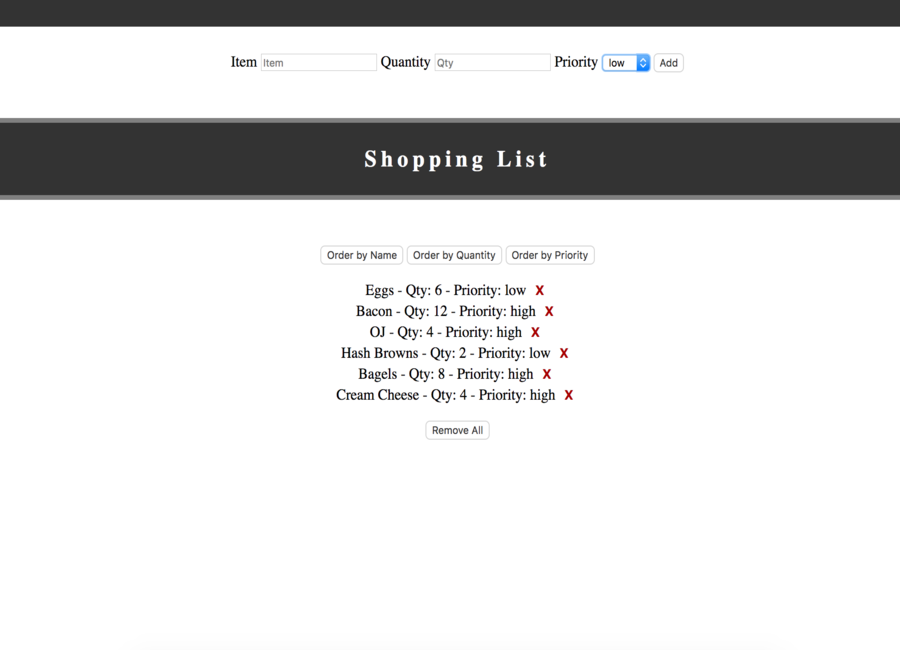 Item Item Quantity Qty Priority low Add
Shopping List
Order by Name Order by Quantity Order by Priority
Eggs - Qty: 6 - Priority: low X
Bacon - Qty: 12 - Priority: high X
OJ - Qty: 4 - Priority: high X
Hash Browns - Qty: 2 - Priority: low X
Bagels - Qty: 8 - Priority: high X
Cream Cheese - Qty: 4 - Priority: high X
Remove All